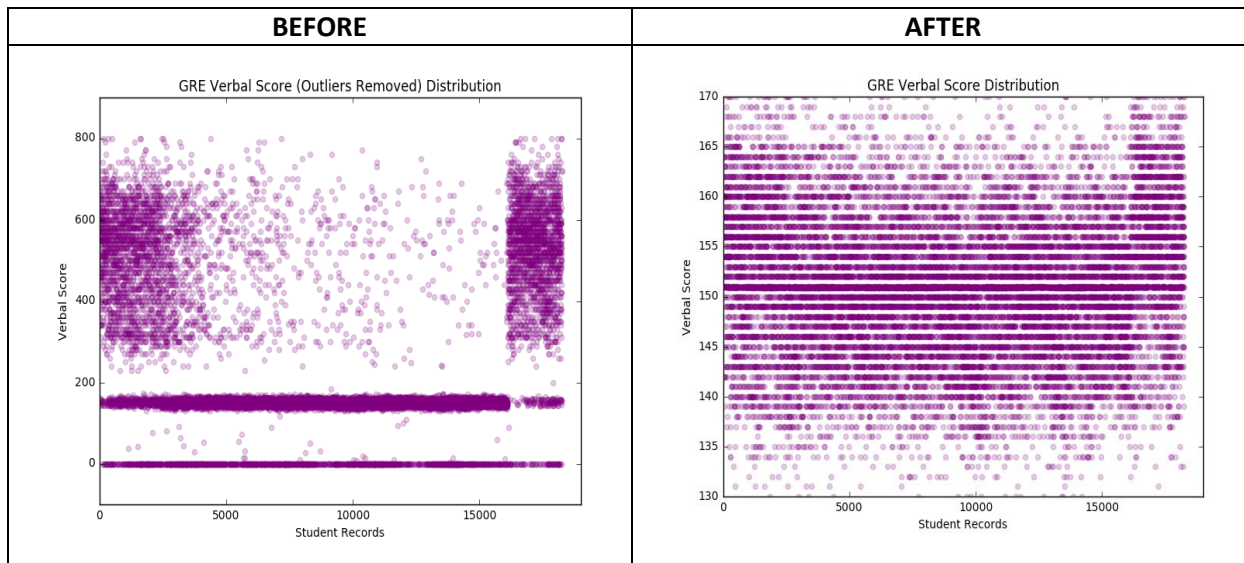 BEFORE
AFTER
GRE Verbal Score (Outliers Removed) Distribution
800
600
400
200
0
Verbal Score
0 5000 10000 15000
Student Records
GRE Verbal Score Distribution
170
165
160
155
150
145
140
135
130
Verbal Score
0 5000 10000 15000
Student Records